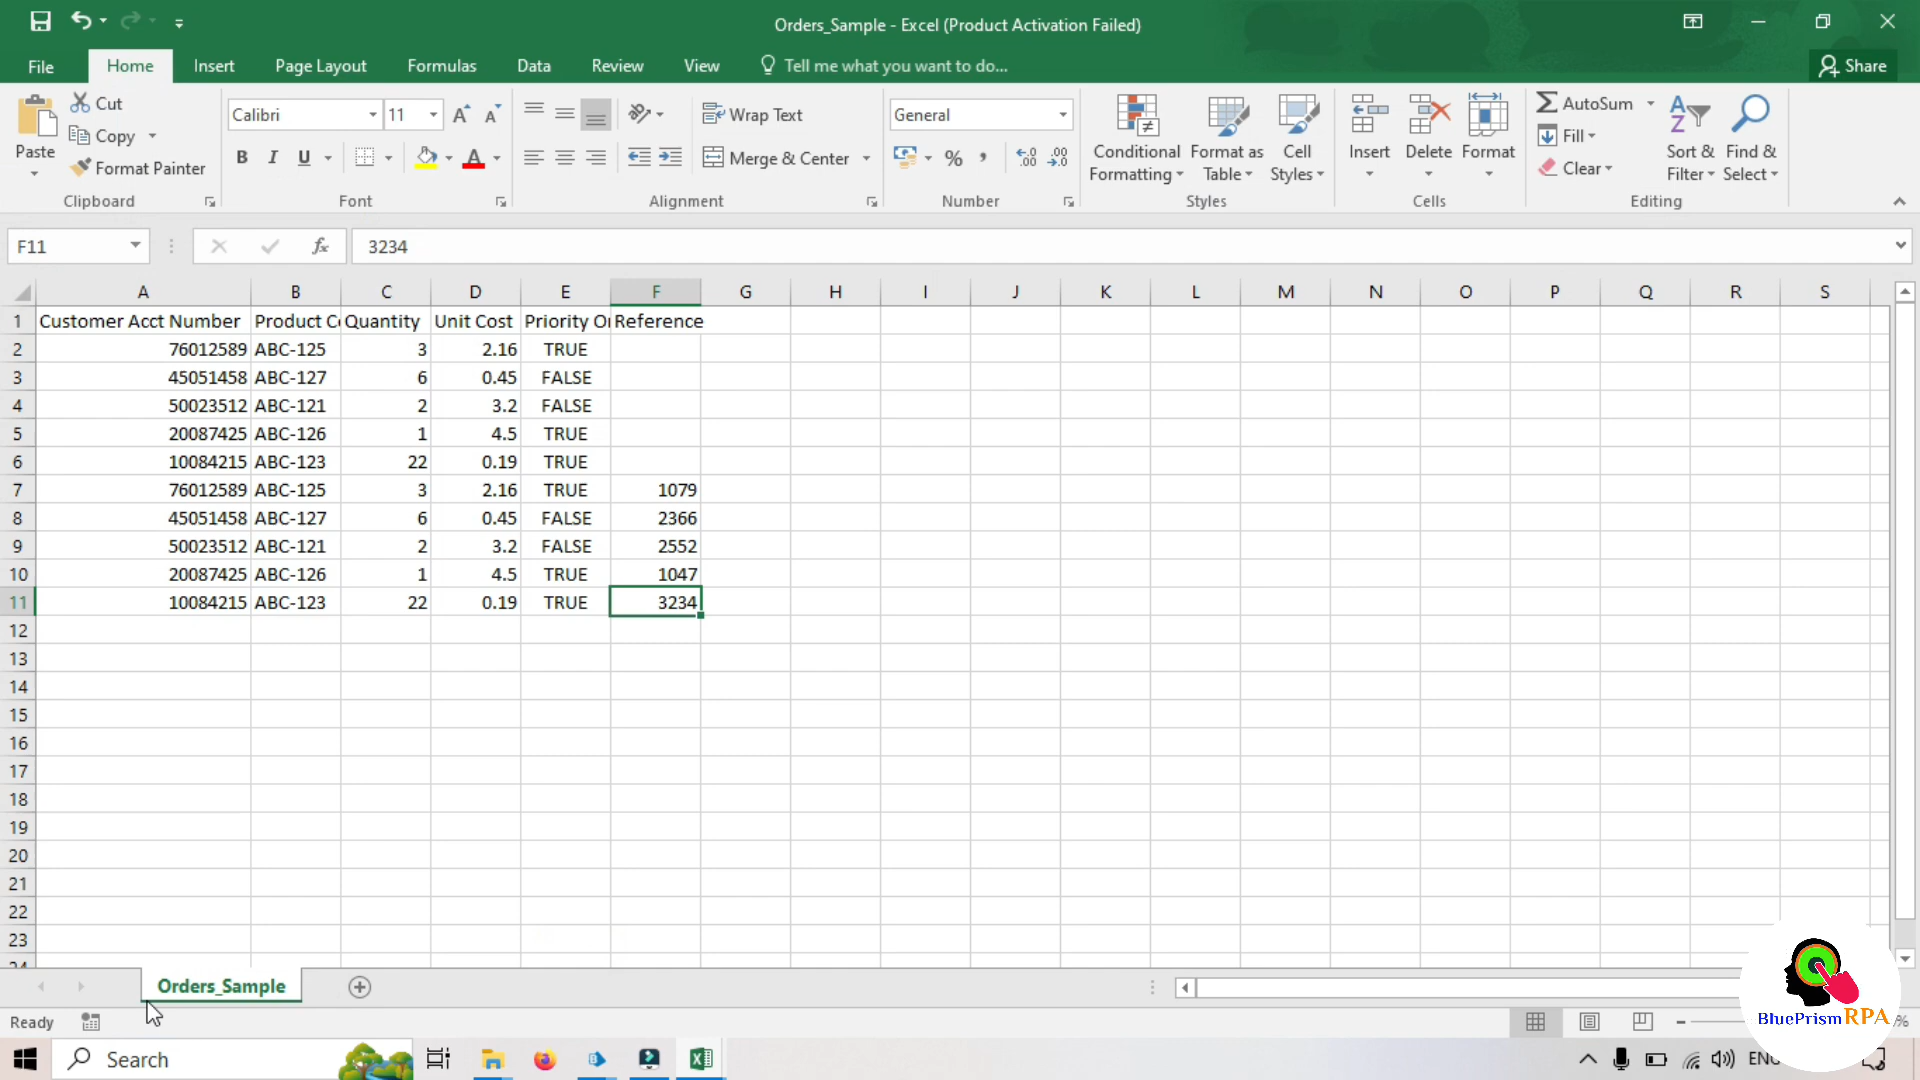 Orders_Sample - Excel (Product Activation Failed)
File Home Insert Page Layout Formulas Data Review View Tell me what you want to do... Share
Paste Cut Copy Format Painter
Clipboard
Calibri 11
B I U A
Font
Wrap Text
Merge & Center
Alignment
General
% ,
Number
Conditional Formatting
Format as Table
Cell Styles
Styles
Insert Delete Format
Cells
AutoSum
Fill
Clear
Sort & Filter
Find & Select
Editing
F11 fx 3234
A B C D E F G H I J K L M N O P Q R S
1 Customer Acct Number Product C Quantity Unit Cost Priority Or Reference
2 76012589 ABC-125 3 2.16 TRUE
3 45051458 ABC-127 6 0.45 FALSE
4 50023512 ABC-121 2 3.2 FALSE
5 20087425 ABC-126 1 4.5 TRUE
6 10084215 ABC-123 22 0.19 TRUE
7 76012589 ABC-125 3 2.16 TRUE 1079
8 45051458 ABC-127 6 0.45 FALSE 2366
9 50023512 ABC-121 2 3.2 FALSE 2552
10 20087425 ABC-126 1 4.5 TRUE 1047
11 10084215 ABC-123 22 0.19 TRUE 3234
12
13
14
15
16
17
18
19
20
21
22
23
Orders_Sample
Ready
BluePrism RPA
Search
ENG